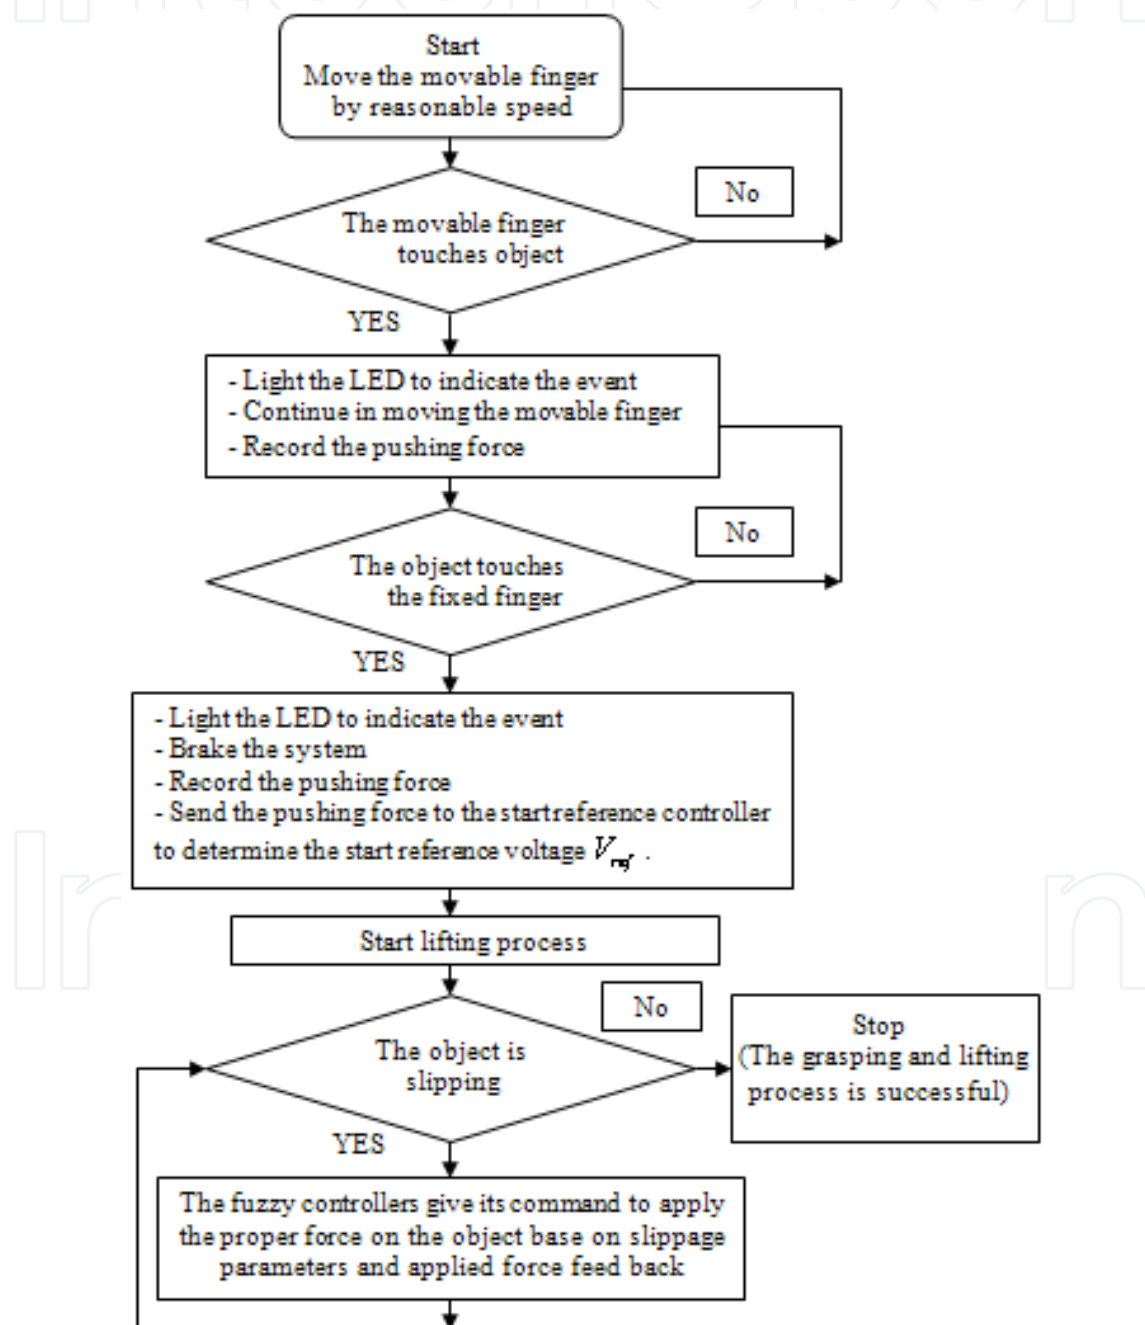 Start
Move the movable finger
by reasonable speed
No
The movable finger
touches object
YES
- Light the LED to indicate the event
- Continue in moving the movable finger
- Record the pushing force
No
The object touches
the fixed finger
YES
- Light the LED to indicate the event
- Brake the system
- Record the pushing force
- Send the pushing force to the start reference controller
to determine the start reference voltage V_ref .
Start lifting process
No
The object is
slipping
Stop
(The grasping and lifting
process is successful)
YES
The fuzzy controllers give its command to apply
the proper force on the object base on slippage
parameters and applied force feed back